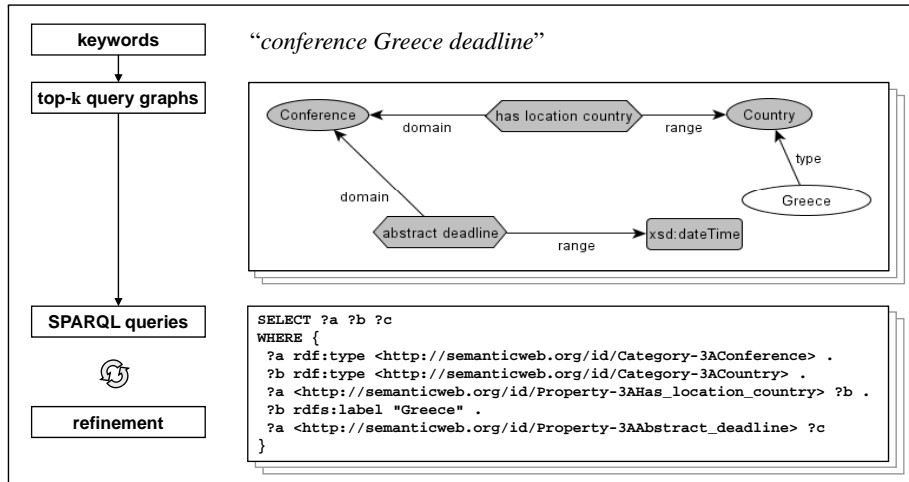 keywords
“conference Greece deadline”
top-k query graphs
Conference
has location country
Country
domain
range
type
domain
Greece
abstract deadline
xsd:dateTime
range
SPARQL queries
SELECT ?a ?b ?c
WHERE {
?a rdf:type <http://semanticweb.org/id/Category-3AConference> .
?b rdf:type <http://semanticweb.org/id/Category-3ACountry> .
?a <http://semanticweb.org/id/Property-3AHas_location_country> ?b .
?b rdfs:label "Greece" .
?a <http://semanticweb.org/id/Property-3AAbstract_deadline> ?c
}
refinement